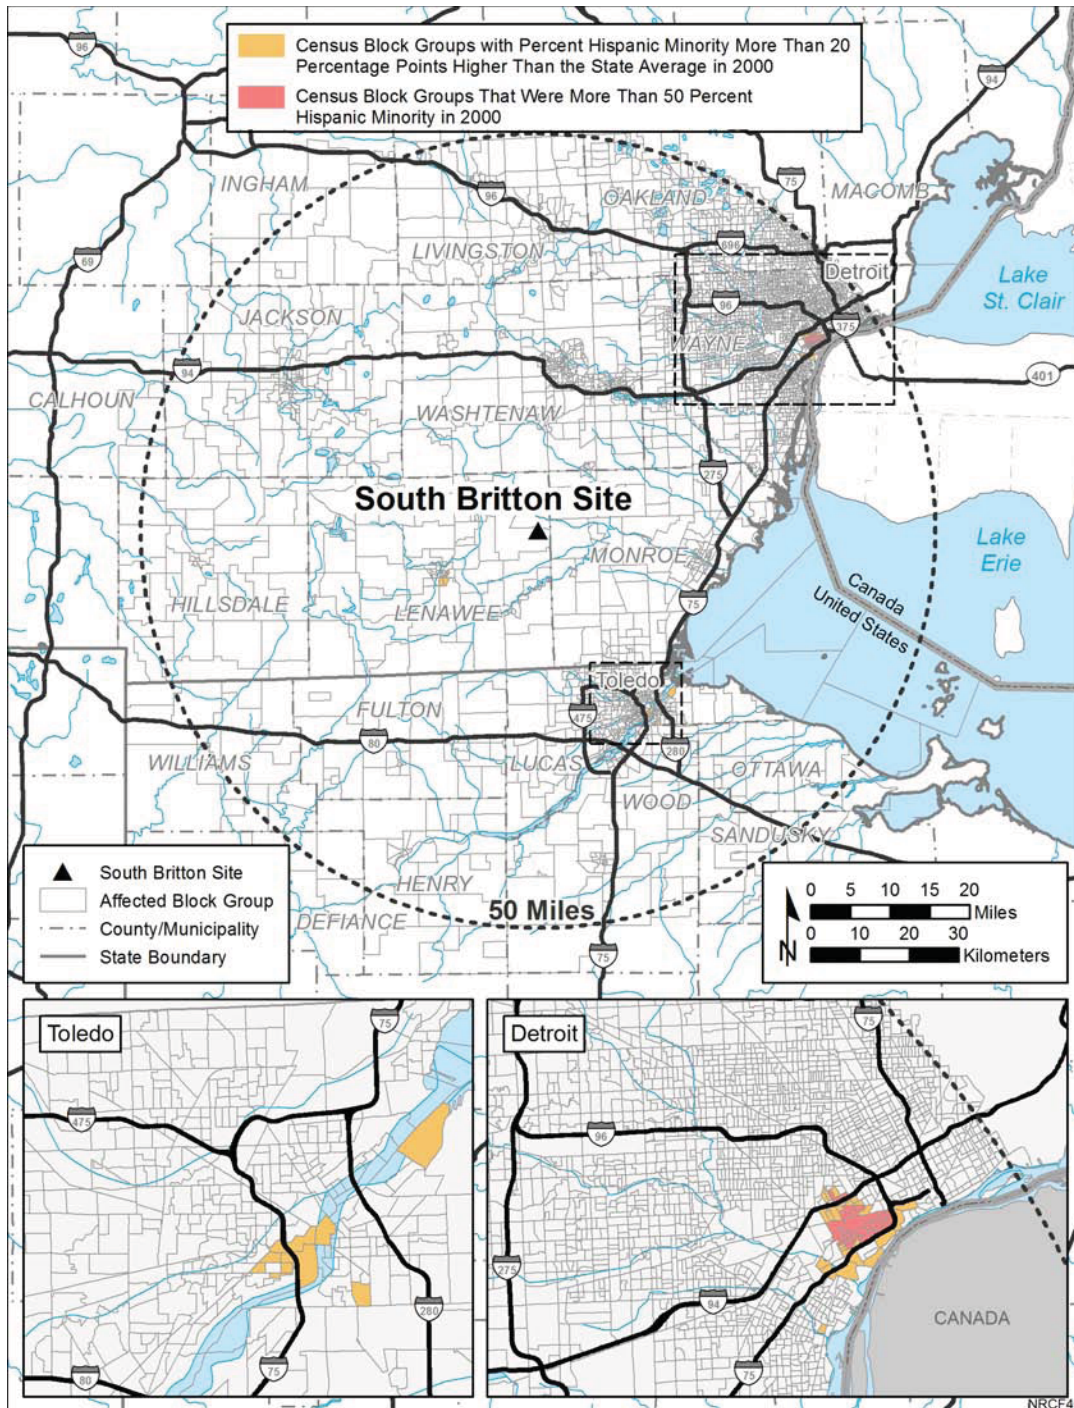 Census Block Groups with Percent Hispanic Minority More Than 20
Percentage Points Higher Than the State Average in 2000
Census Block Groups That Were More Than 50 Percent
Hispanic Minority in 2000
96
94
INGHAM
96
OAKLAND
75
MACOMB
LIVINGSTON
696
69
Detroit
Lake
St. Clair
96
JACKSON
375
WAYNE
94
401
CALHOUN
WASHTENAW
275
South Britton Site
MONROE
Lake
Erie
Canada
United States
HILLSDALE
LENAWEE
75
Toledo
FULTON
475
80
280
WILLIAMS
LUCAS
OTTAWA
WOOD
SANDUSKY
HENRY
50 Miles
DEFIANCE
75
South Britton Site
Affected Block Group
County/Municipality
State Boundary
0 5 10 15 20
Miles
0 10 20 30
Kilometers
N
Toledo
75
475
280
75
80
Detroit
75
96
275
94
75
CANADA
NRCF4